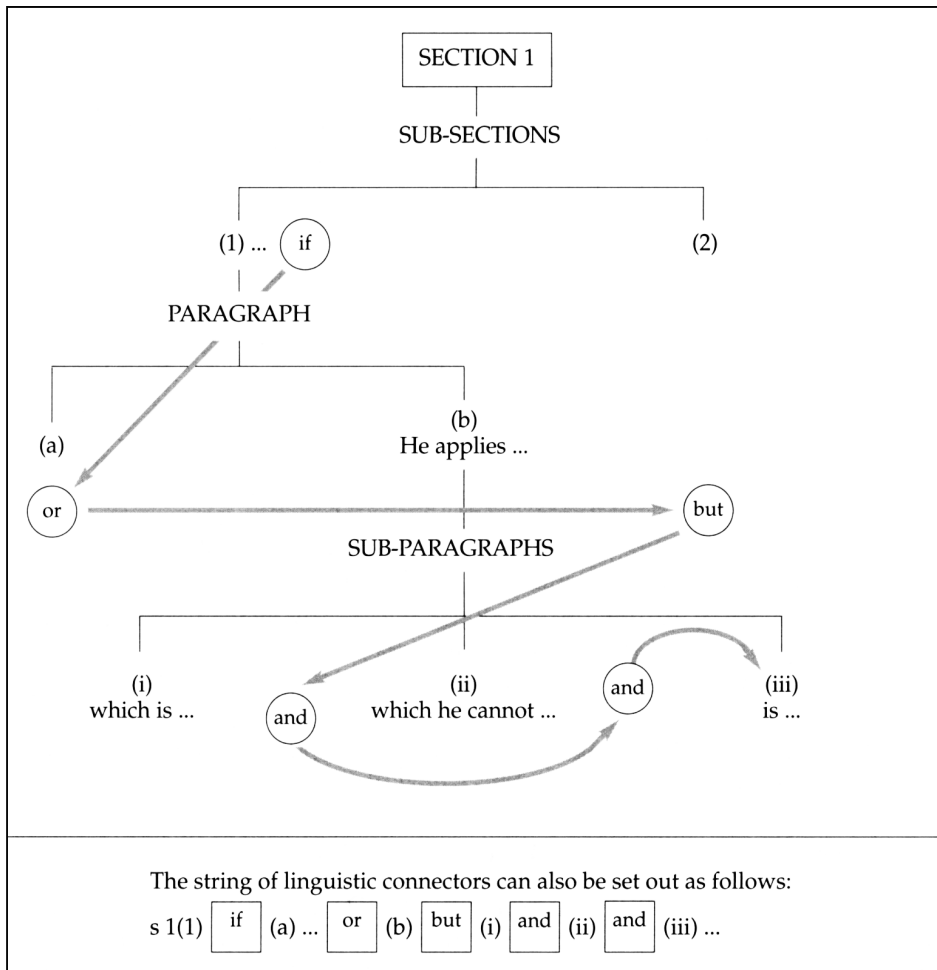 SECTION 1
SUB-SECTIONS
(1) ... if
(2)
PARAGRAPH
(a)
(b)
He applies ...
or
but
SUB-PARAGRAPHS
(i)
which is ...
and
(ii)
which he cannot ...
and
(iii)
is ...
The string of linguistic connectors can also be set out as follows:
s 1(1) if (a) ... or (b) but (i) and (ii) and (iii) ...